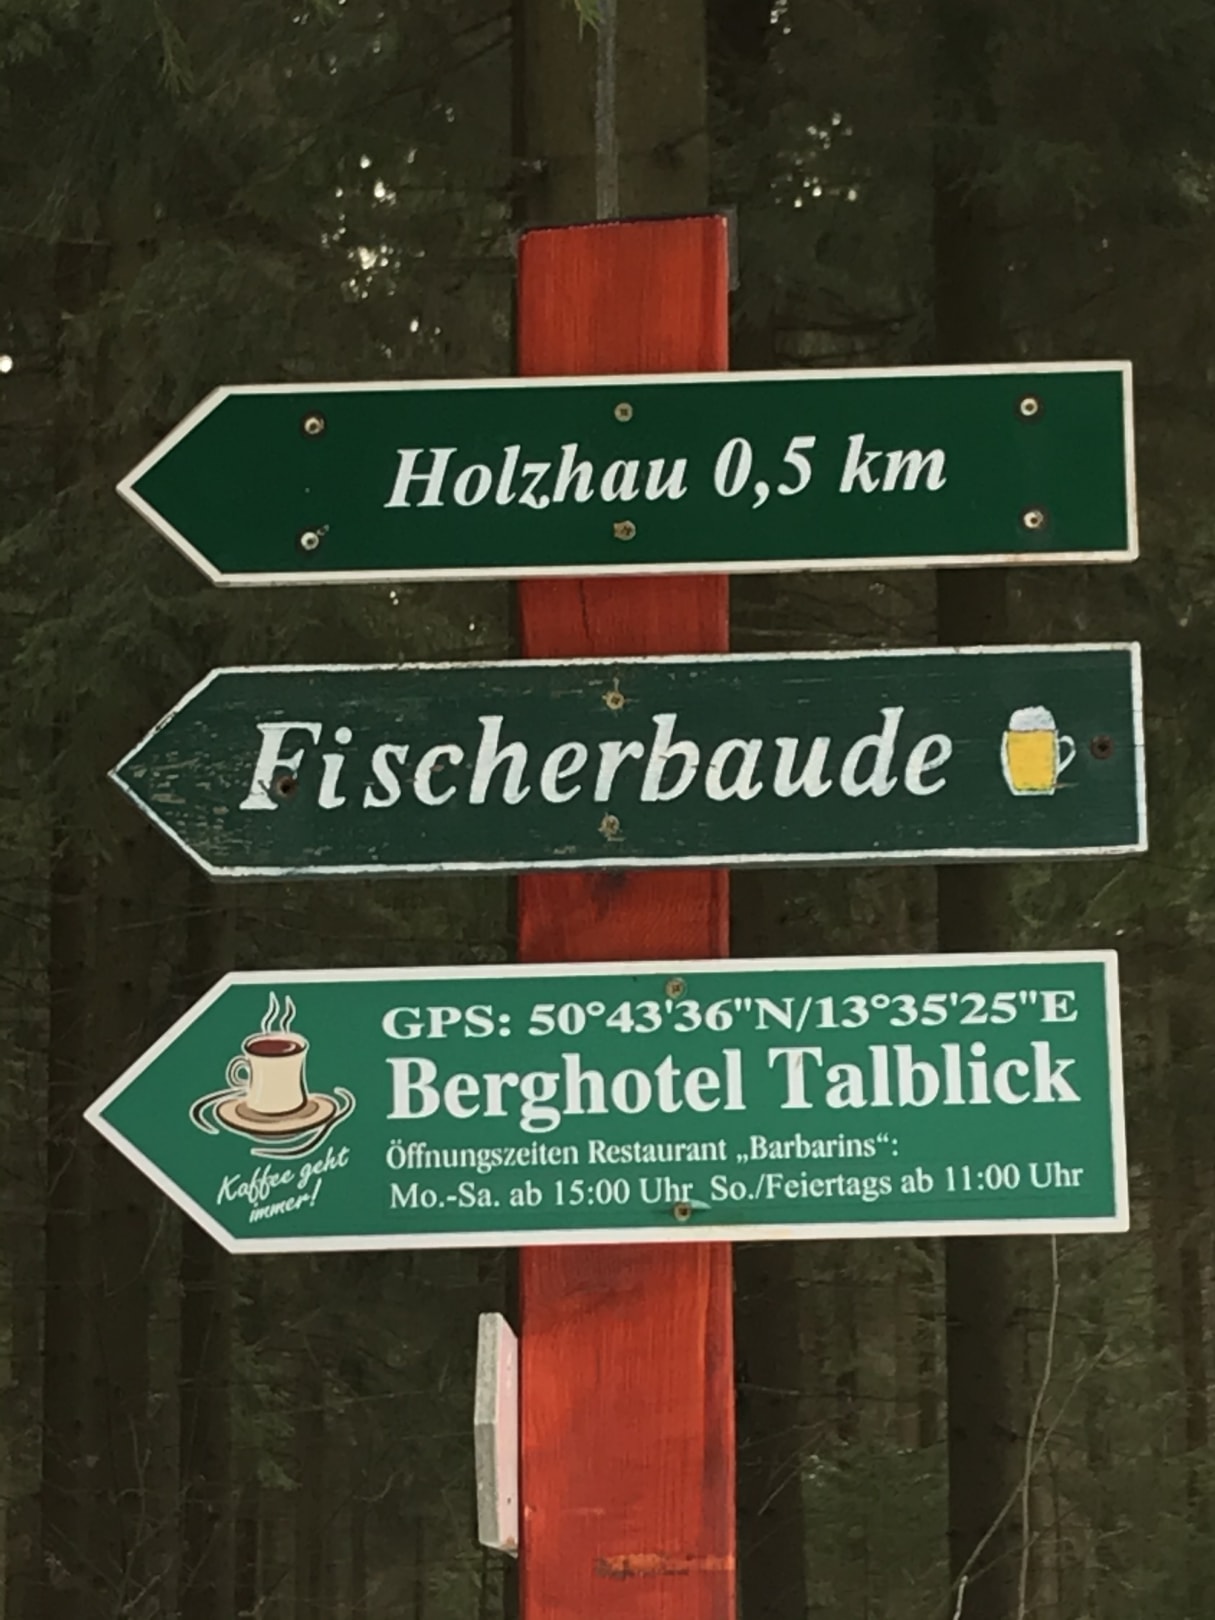 Holzhau 0,5 km
Fischerbaude
GPS: 50°43'36"N/13°35'25"E
Berghotel Talblick
Öffnungszeiten Restaurant „Barbarins“:
Mo.-Sa. ab 15:00 Uhr So./Feiertags ab 11:00 Uhr
Kaffee geht
immer!